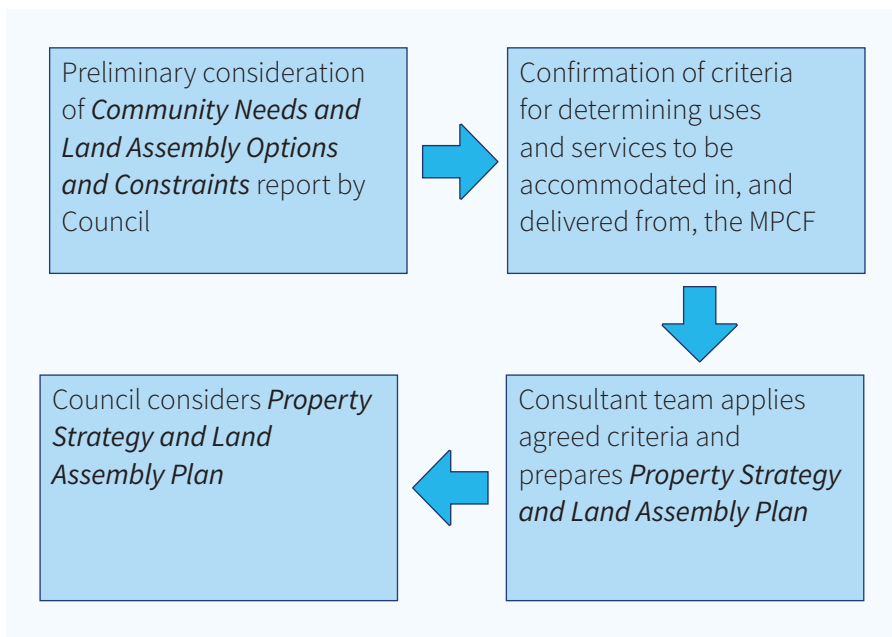 Preliminary consideration
of Community Needs and
Land Assembly Options
and Constraints report by
Council
Confirmation of criteria
for determining uses
and services to be
accommodated in, and
delivered from, the MPCF
Consultant team applies
agreed criteria and
prepares Property Strategy
and Land Assembly Plan
Council considers Property
Strategy and Land
Assembly Plan